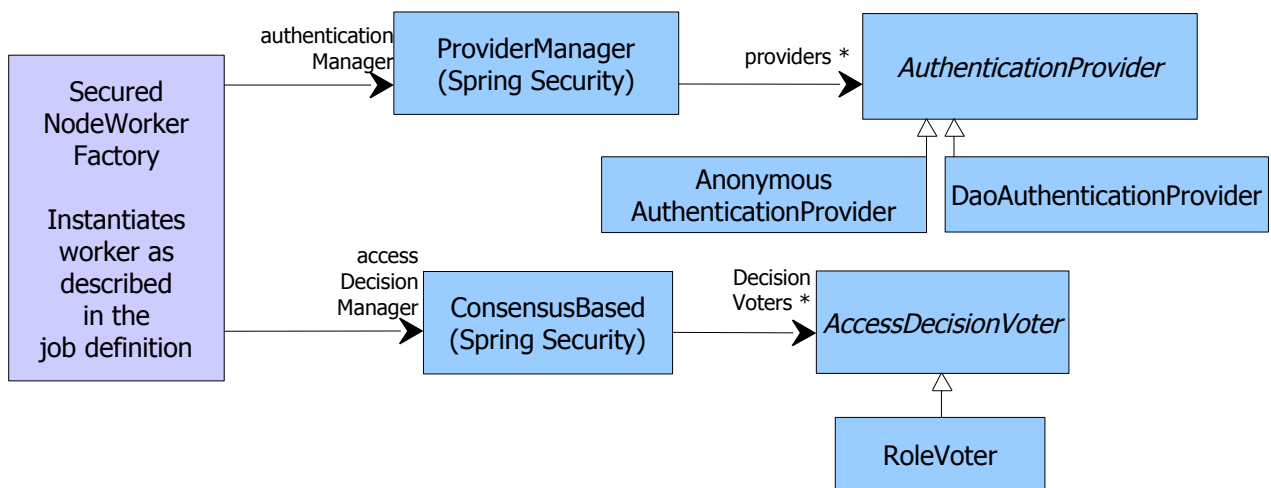 Secured
NodeWorker
Factory
Instantiates
worker as
described
in the
job definition
authentication
Manager
ProviderManager
(Spring Security)
providers *
AuthenticationProvider
Anonymous
AuthenticationProvider
DaoAuthenticationProvider
access
Decision
Manager
ConsensusBased
(Spring Security)
Decision
Voters *
AccessDecisionVoter
RoleVoter